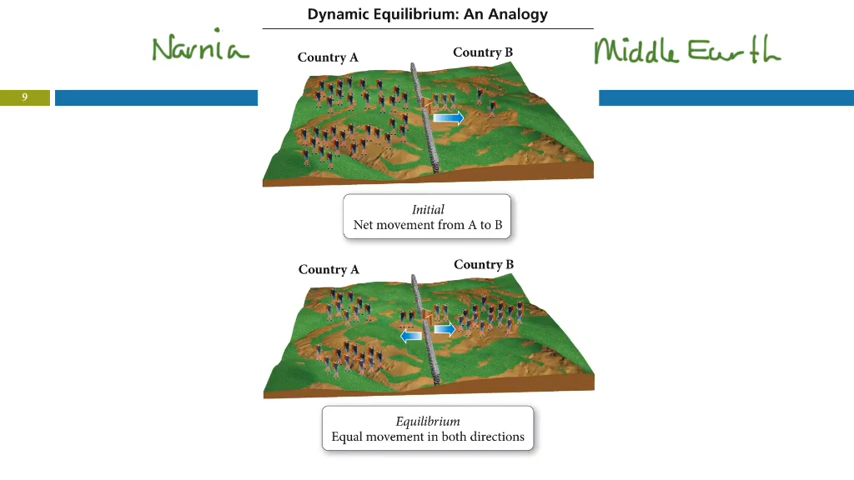 Dynamic Equilibrium: An Analogy
Narnia
Middle Earth
Country A
Country B
9
Initial
Net movement from A to B
Country A
Country B
Equilibrium
Equal movement in both directions